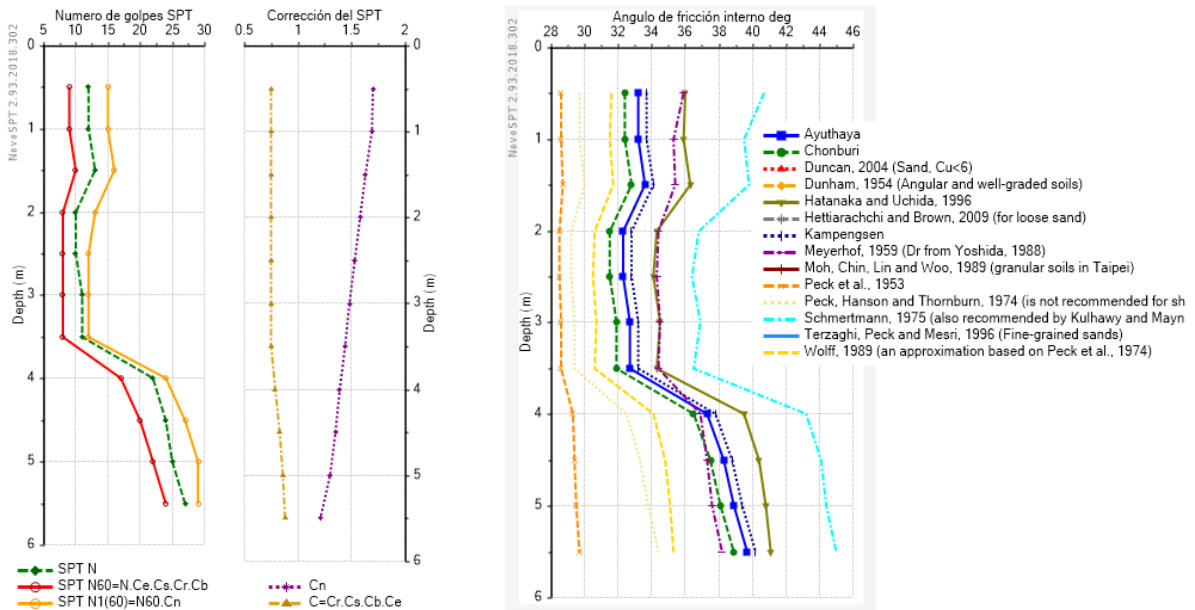 Numero de golpes SPT
5 10 15 20 25 30
0
1
2
3
4
5
6
Depth (m)
NovoSPT 2.93.2018.302
SPT N
SPT N60=N.Ce.Cs.Cr.Cb
SPT N1(60)=N60.Cn
Corrección del SPT
0.5 1 1.5 2
0
1
2
3
4
5
6
Depth (m)
Cn
C=Cr.Cs.Cb.Ce
Angulo de fricción interno deg
28 30 32 34 36 38 40 42 44 46
0
1
2
3
4
5
6
Depth (m)
NovoSPT 2.93.2018.302
Ayuthaya
Chonburi
Duncan, 2004 (Sand, Cu<6)
Dunham, 1954 (Angular and well-graded soils)
Hatanaka and Uchida, 1996
Hettiarachchi and Brown, 2009 (for loose sand)
Kampengsen
Meyerhof, 1959 (Dr from Yoshida, 1988)
Moh, Chin, Lin and Woo, 1989 (granular soils in Taipei)
Peck et al., 1953
Peck, Hanson and Thornburn, 1974 (is not recommended for sh
Schmertmann, 1975 (also recommended by Kulhawy and Mayn
Terzaghi, Peck and Mesri, 1996 (Fine-grained sands)
Wolff, 1989 (an approximation based on Peck et al., 1974)